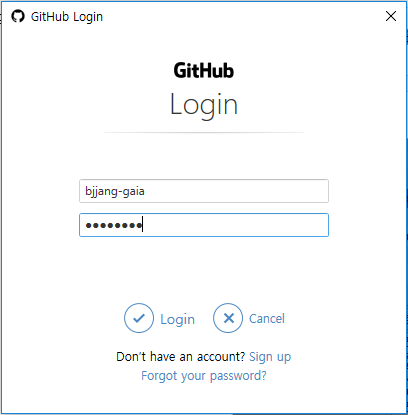 GitHub Login
GitHub
Login
bjjang-gaia
●●●●●●●●
Login Cancel
Don't have an account? Sign up
Forgot your password?